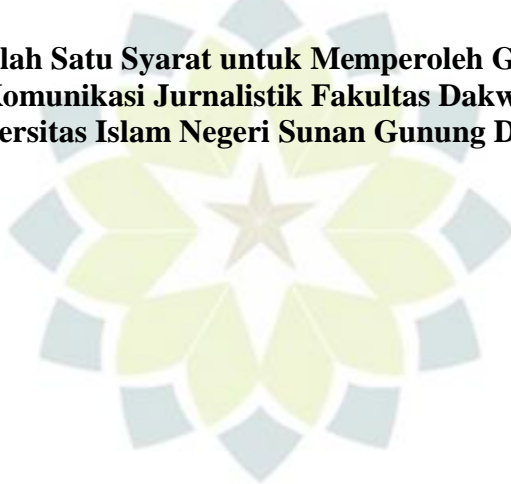 lah Satu Syarat untuk Memperoleh G
Komunikasi Jurnalistik Fakultas Dakw
ersitas Islam Negeri Sunan Gunung D